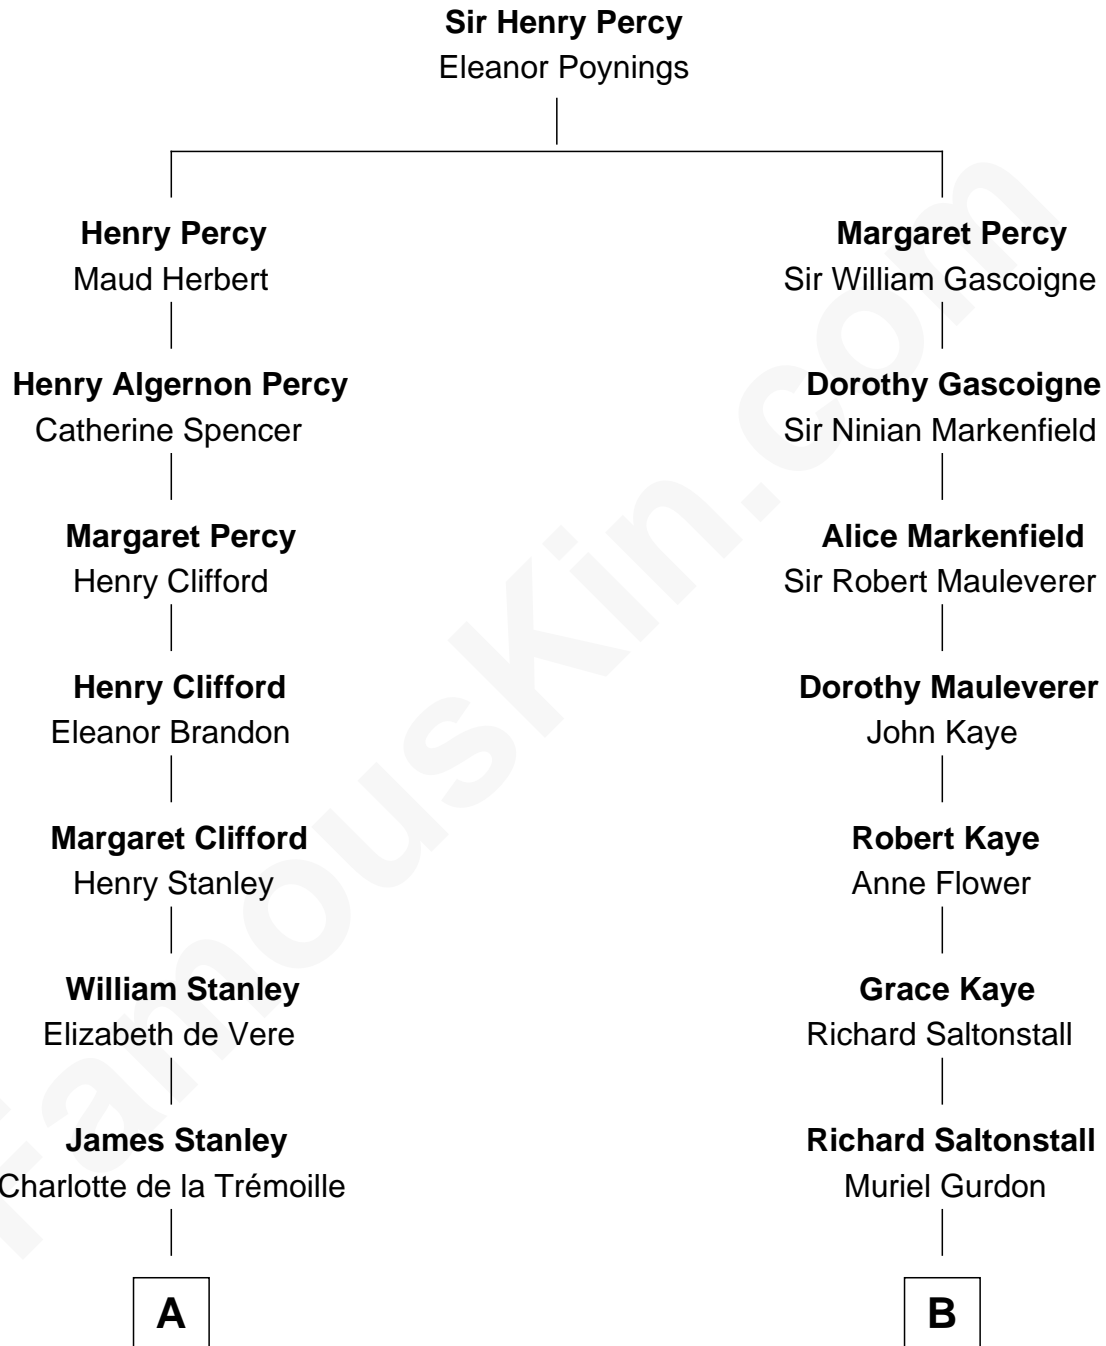 Sir Henry Percy
Eleanor Poynings
Henry Percy
Maud Herbert
Margaret Percy
Sir William Gascoigne
Henry Algernon Percy
Catherine Spencer
Dorothy Gascoigne
Sir Ninian Markenfield
Margaret Percy
Henry Clifford
Alice Markenfield
Sir Robert Mauleverer
Henry Clifford
Eleanor Brandon
Dorothy Mauleverer
John Kaye
Margaret Clifford
Henry Stanley
Robert Kaye
Anne Flower
William Stanley
Elizabeth de Vere
Grace Kaye
Richard Saltonstall
James Stanley
Charlotte de la Trémoille
Richard Saltonstall
Muriel Gurdon
A
B
FamousKin.com